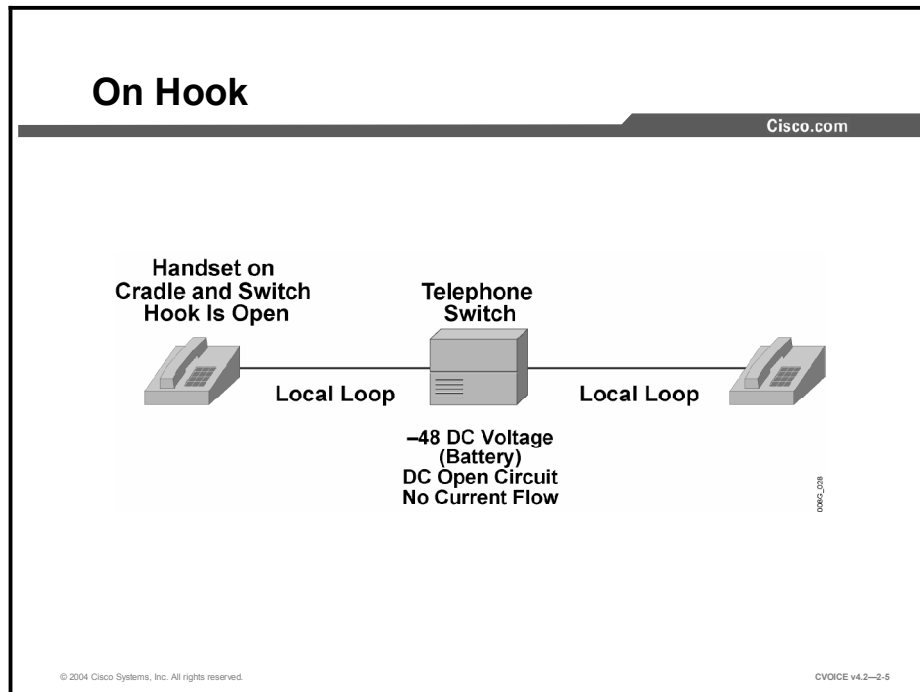 On Hook
Cisco.com
Handset on
Cradle and Switch
Hook Is Open
Telephone
Switch
Local Loop
Local Loop
–48 DC Voltage
(Battery)
DC Open Circuit
No Current Flow
008G_028
© 2004 Cisco Systems, Inc. All rights reserved.
CVOICE v4.2—2-5